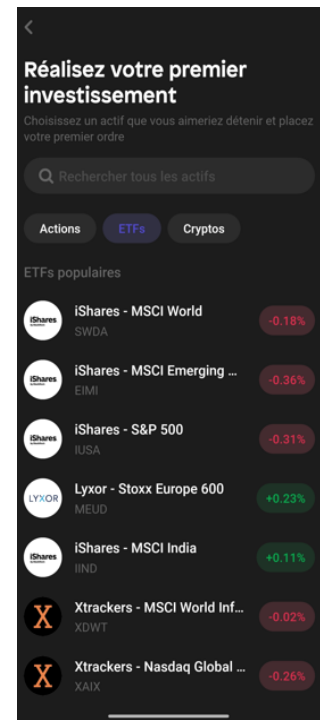 Réalisez votre premier
investissement
Choisissez un actif que vous aimeriez détenir et placez
votre premier ordre
Rechercher tous les actifs
Actions ETFs Cryptos
ETFs populaires
iShares
iShares - MSCI World
SWDA
-0.18%
iShares
iShares - MSCI Emerging ...
EIMI
-0.36%
iShares
iShares - S&P 500
IUSA
-0.31%
LYXOR
Lyxor - Stoxx Europe 600
MEUD
+0.23%
iShares
iShares - MSCI India
IIND
+0.11%
X
Xtrackers - MSCI World Inf...
XDWT
-0.02%
X
Xtrackers - Nasdaq Global ...
XAIX
-0.26%